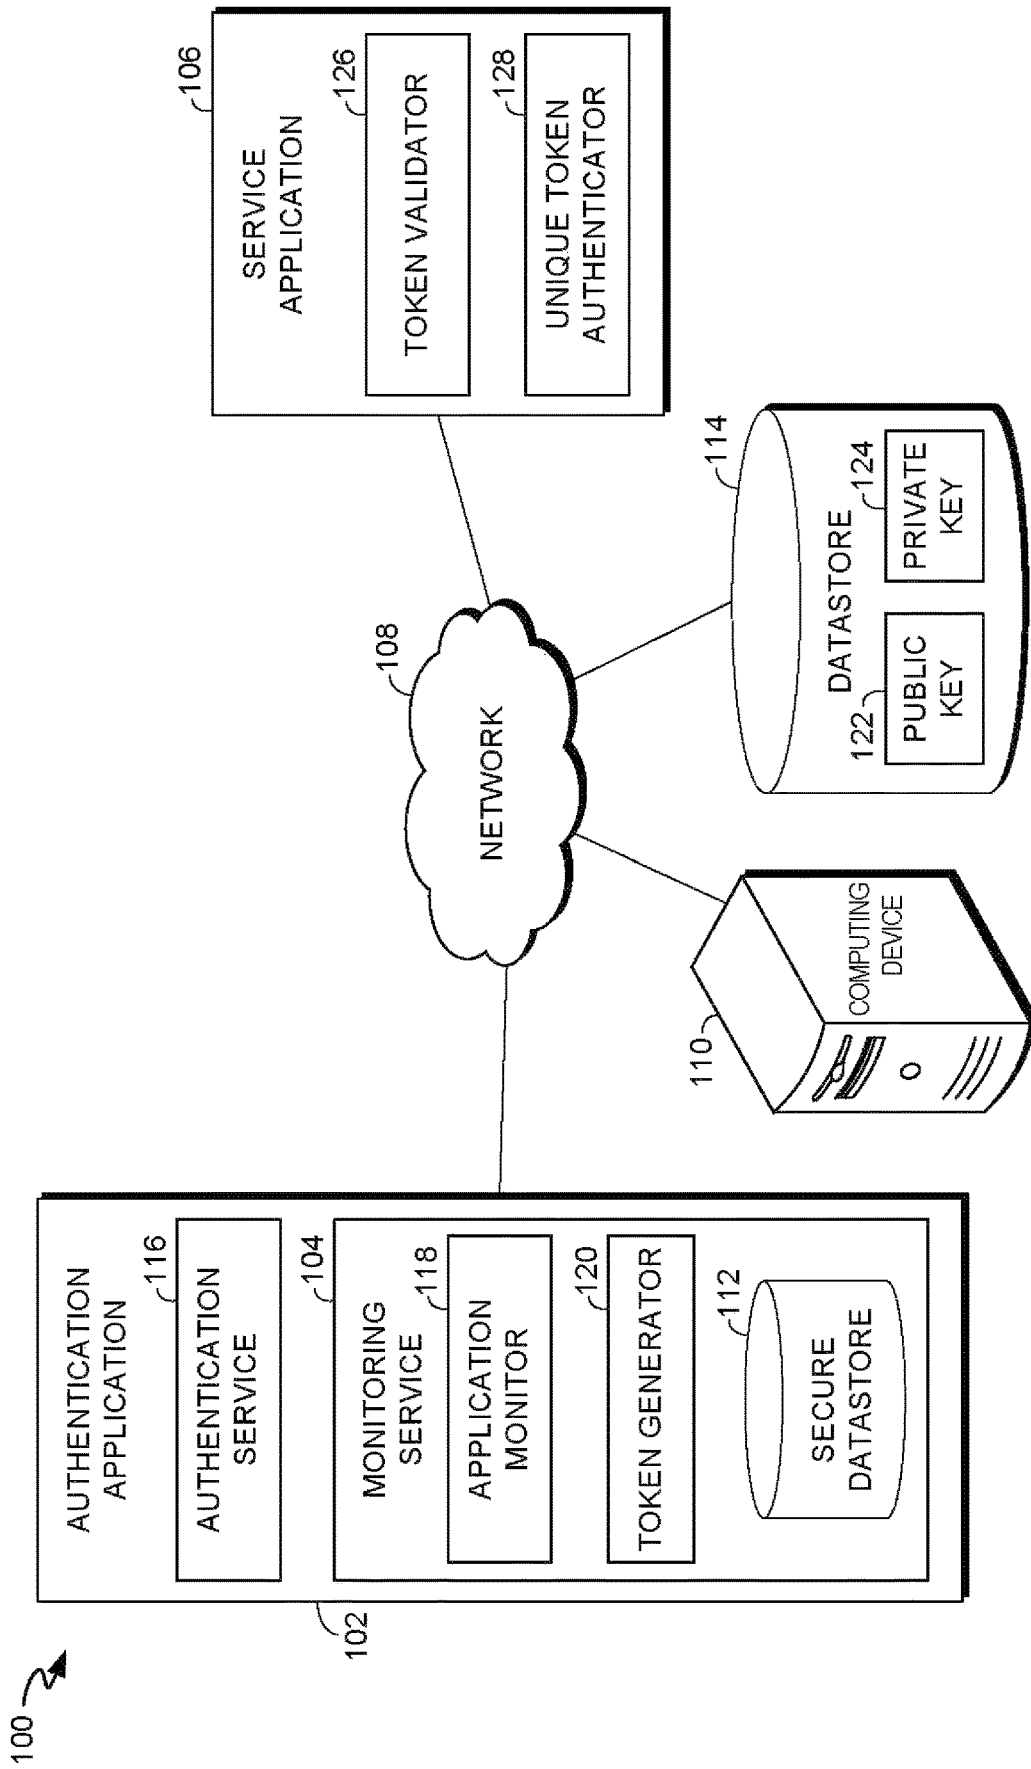 100
102
AUTHENTICATION
APPLICATION
116
AUTHENTICATION
SERVICE
104
MONITORING
SERVICE
118
APPLICATION
MONITOR
120
TOKEN GENERATOR
112
SECURE
DATASTORE
108
NETWORK
110
COMPUTING
DEVICE
114
DATASTORE
122
PUBLIC
KEY
124
PRIVATE
KEY
106
SERVICE
APPLICATION
126
TOKEN VALIDATOR
128
UNIQUE TOKEN
AUTHENTICATOR